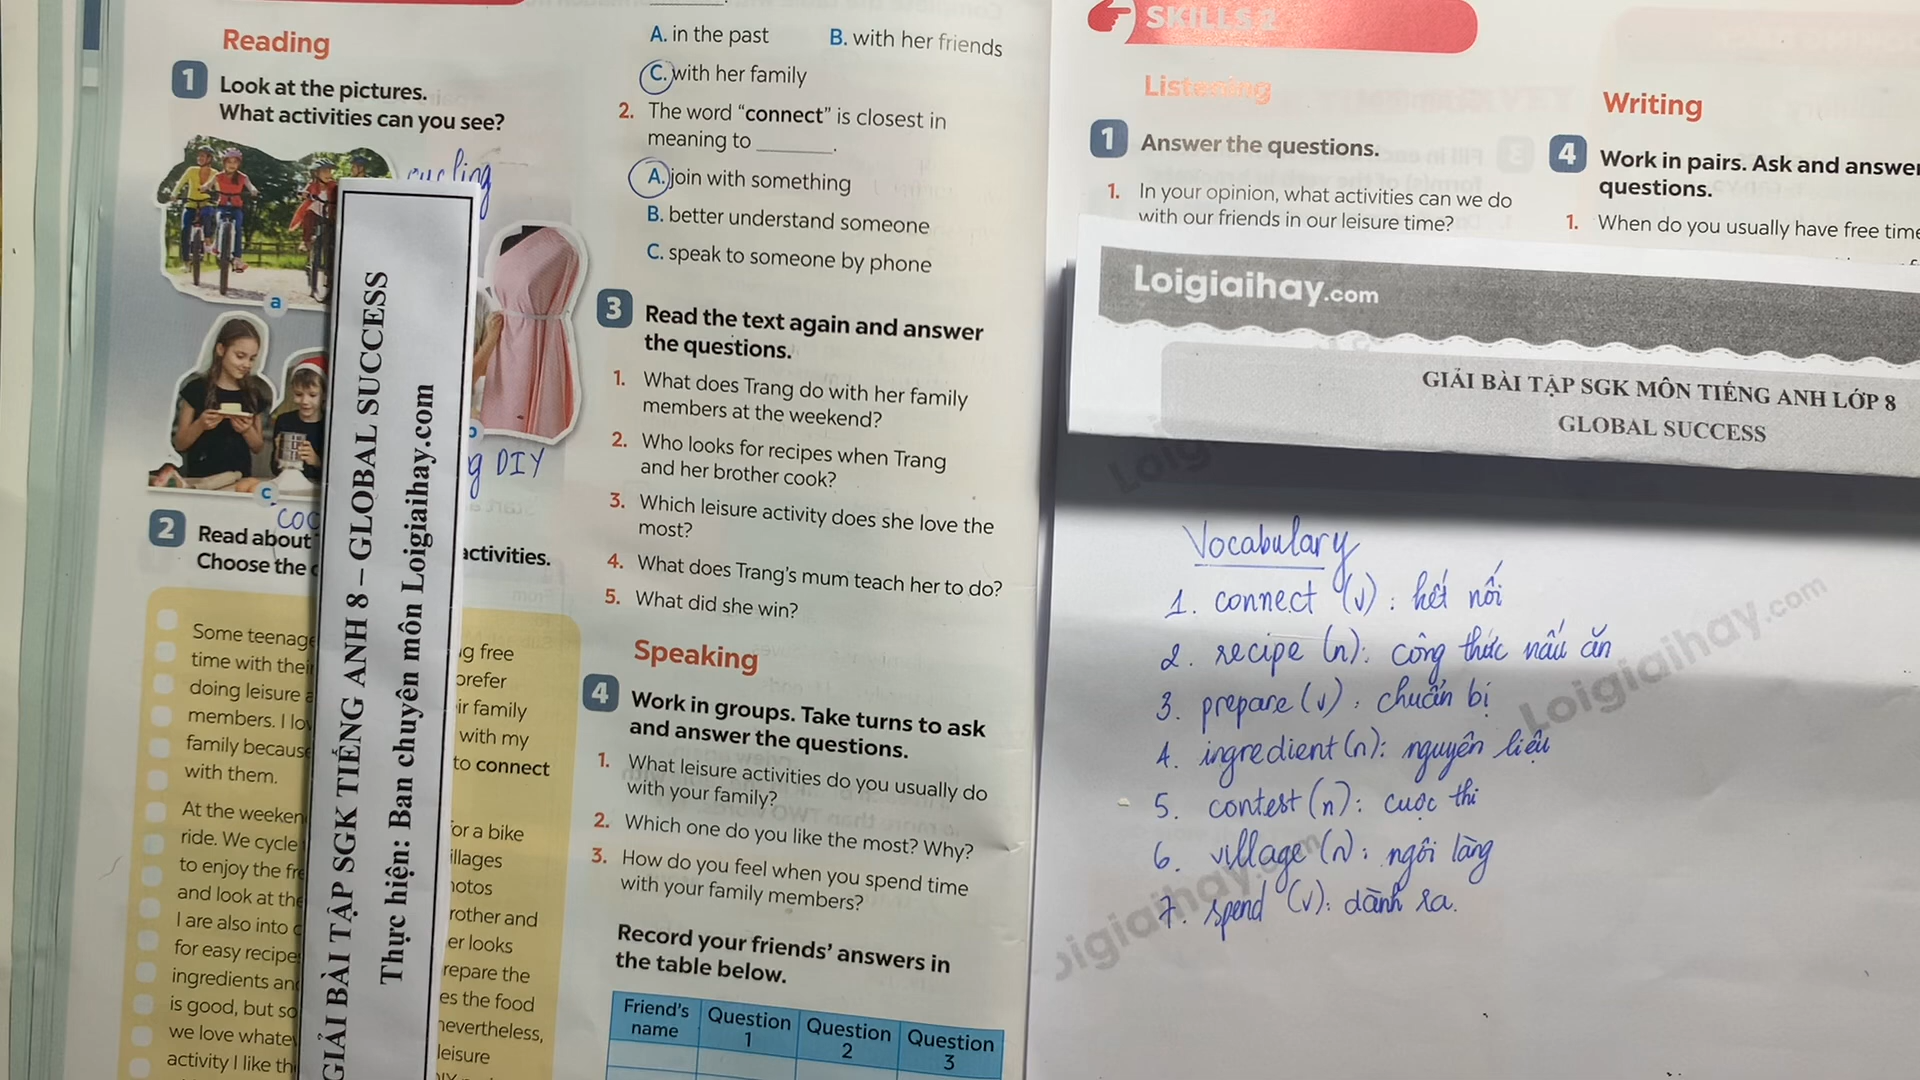 Reading
1 Look at the pictures.
What activities can you see?
a
c
DIY
2 Read about
Choose the
activities.
Some teenage
time with their
doing leisure a
members. I lov
family because
with them.
g free
prefer
ir family
with my
to connect
At the weeken
ride. We cycle
to enjoy the fre
and look at the
I are also into c
for easy recipe
ingredients and
is good, but so
we love whate
activity I like th
or a bike
illages
hotos
rother and
er looks
repare the
es the food
nevertheless,
leisure
GIẢI BÀI TẬP SGK TIẾNG ANH 8 – GLOBAL SUCCESS
Thực hiện: Ban chuyên môn Loigiaihay.com
A. in the past B. with her friends
C. with her family
2. The word “connect” is closest in
meaning to ______.
A. join with something
B. better understand someone
C. speak to someone by phone
3 Read the text again and answer
the questions.
1. What does Trang do with her family
members at the weekend?
2. Who looks for recipes when Trang
and her brother cook?
3. Which leisure activity does she love the
most?
4. What does Trang’s mum teach her to do?
5. What did she win?
Speaking
4 Work in groups. Take turns to ask
and answer the questions.
1. What leisure activities do you usually do
with your family?
2. Which one do you like the most? Why?
3. How do you feel when you spend time
with your family members?
Record your friends’ answers in
the table below.
Friend’s name Question 1 Question 2 Question 3
SKILLS 2
Listening
1 Answer the questions.
1. In your opinion, what activities can we do
with our friends in our leisure time?
Writing
4 Work in pairs. Ask and answer
questions.
1. When do you usually have free time
Loigiaihay.com
GIẢI BÀI TẬP SGK MÔN TIẾNG ANH LỚP 8
GLOBAL SUCCESS
Vocabulary
1. connect (v): kết nối
2. recipe (n): công thức nấu ăn
3. prepare (v): chuẩn bị
4. ingredient (n): nguyên liệu
5. contest (n): cuộc thi
6. village (n): ngôi làng
7. spend (v): dành ra.
Loigiaihay.com